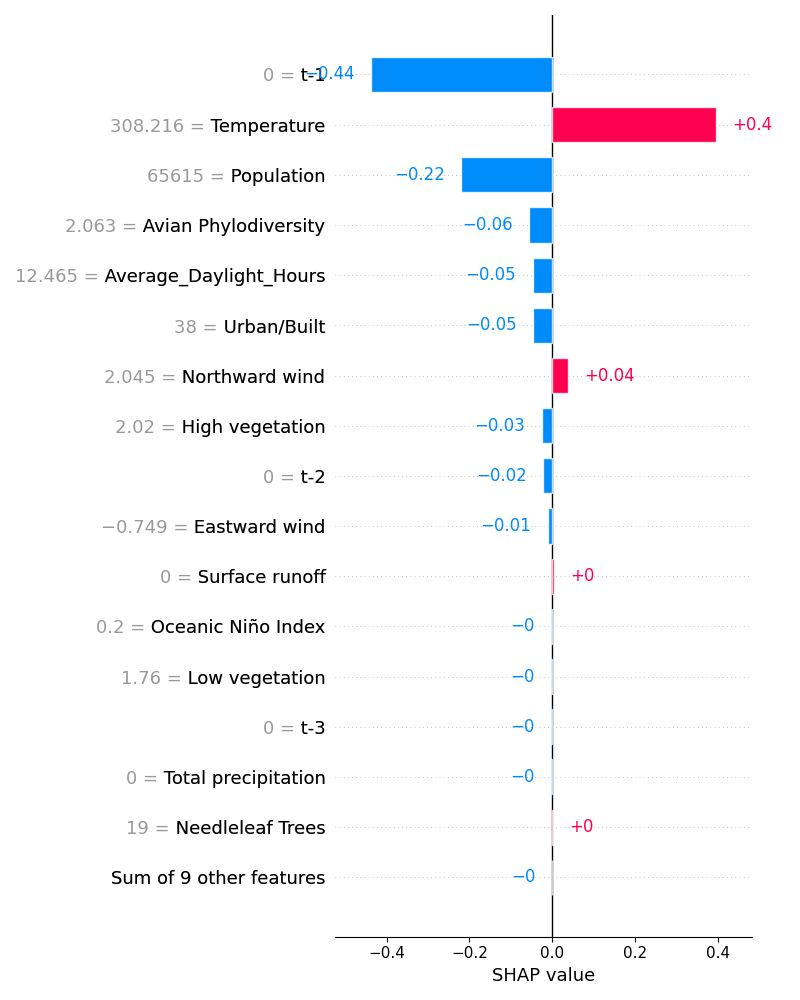 0 = t-1 −0.44
308.216 = Temperature +0.4
65615 = Population −0.22
2.063 = Avian Phylodiversity −0.06
12.465 = Average_Daylight_Hours −0.05
38 = Urban/Built −0.05
2.045 = Northward wind +0.04
2.02 = High vegetation −0.03
0 = t-2 −0.02
−0.749 = Eastward wind −0.01
0 = Surface runoff +0
0.2 = Oceanic Niño Index −0
1.76 = Low vegetation −0
0 = t-3 −0
0 = Total precipitation −0
19 = Needleleaf Trees +0
Sum of 9 other features −0
−0.4 −0.2 0.0 0.2 0.4
SHAP value